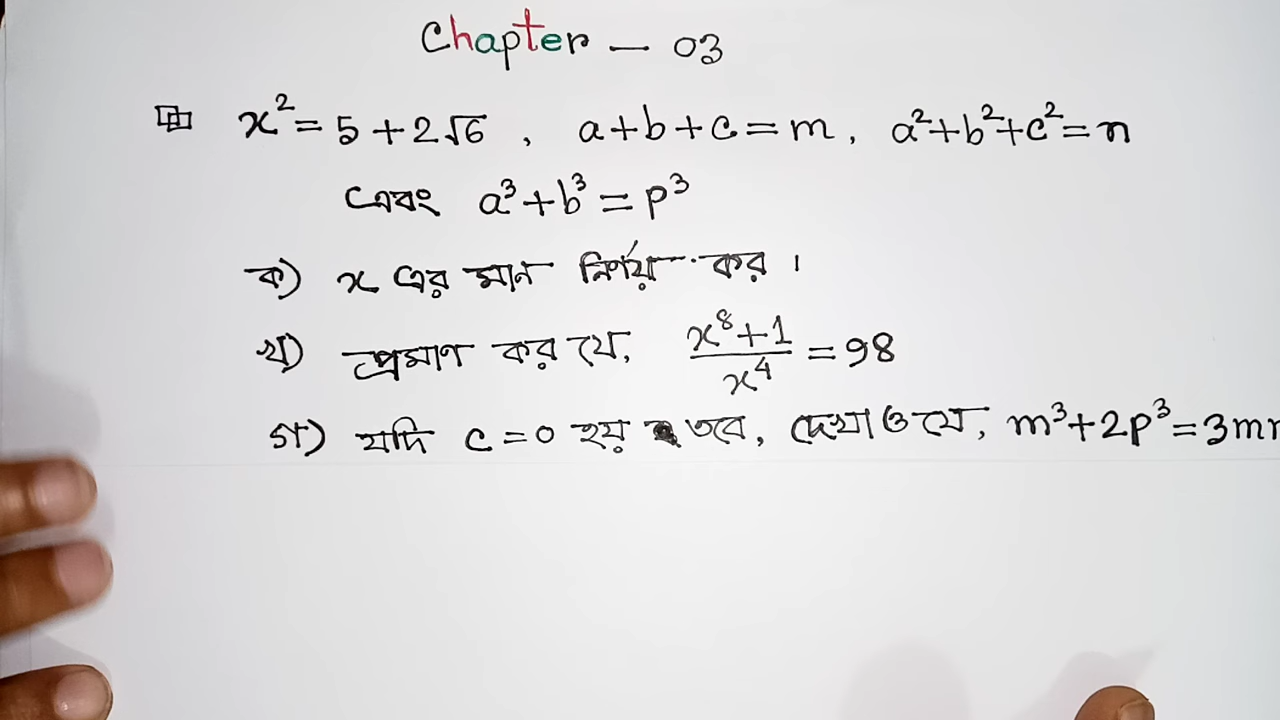 Chapter — 03
x² = 5 + 2√6 , a + b + c = m , a² + b² + c² = n
এবং a³ + b³ = p³
ক) x এর মান নির্ণয় কর ।
খ) প্রমাণ কর যে, (x⁸ + 1)/x⁴ = 98
গ) যদি c = 0 হয় তবে, দেখাও যে, m³ + 2p³ = 3m